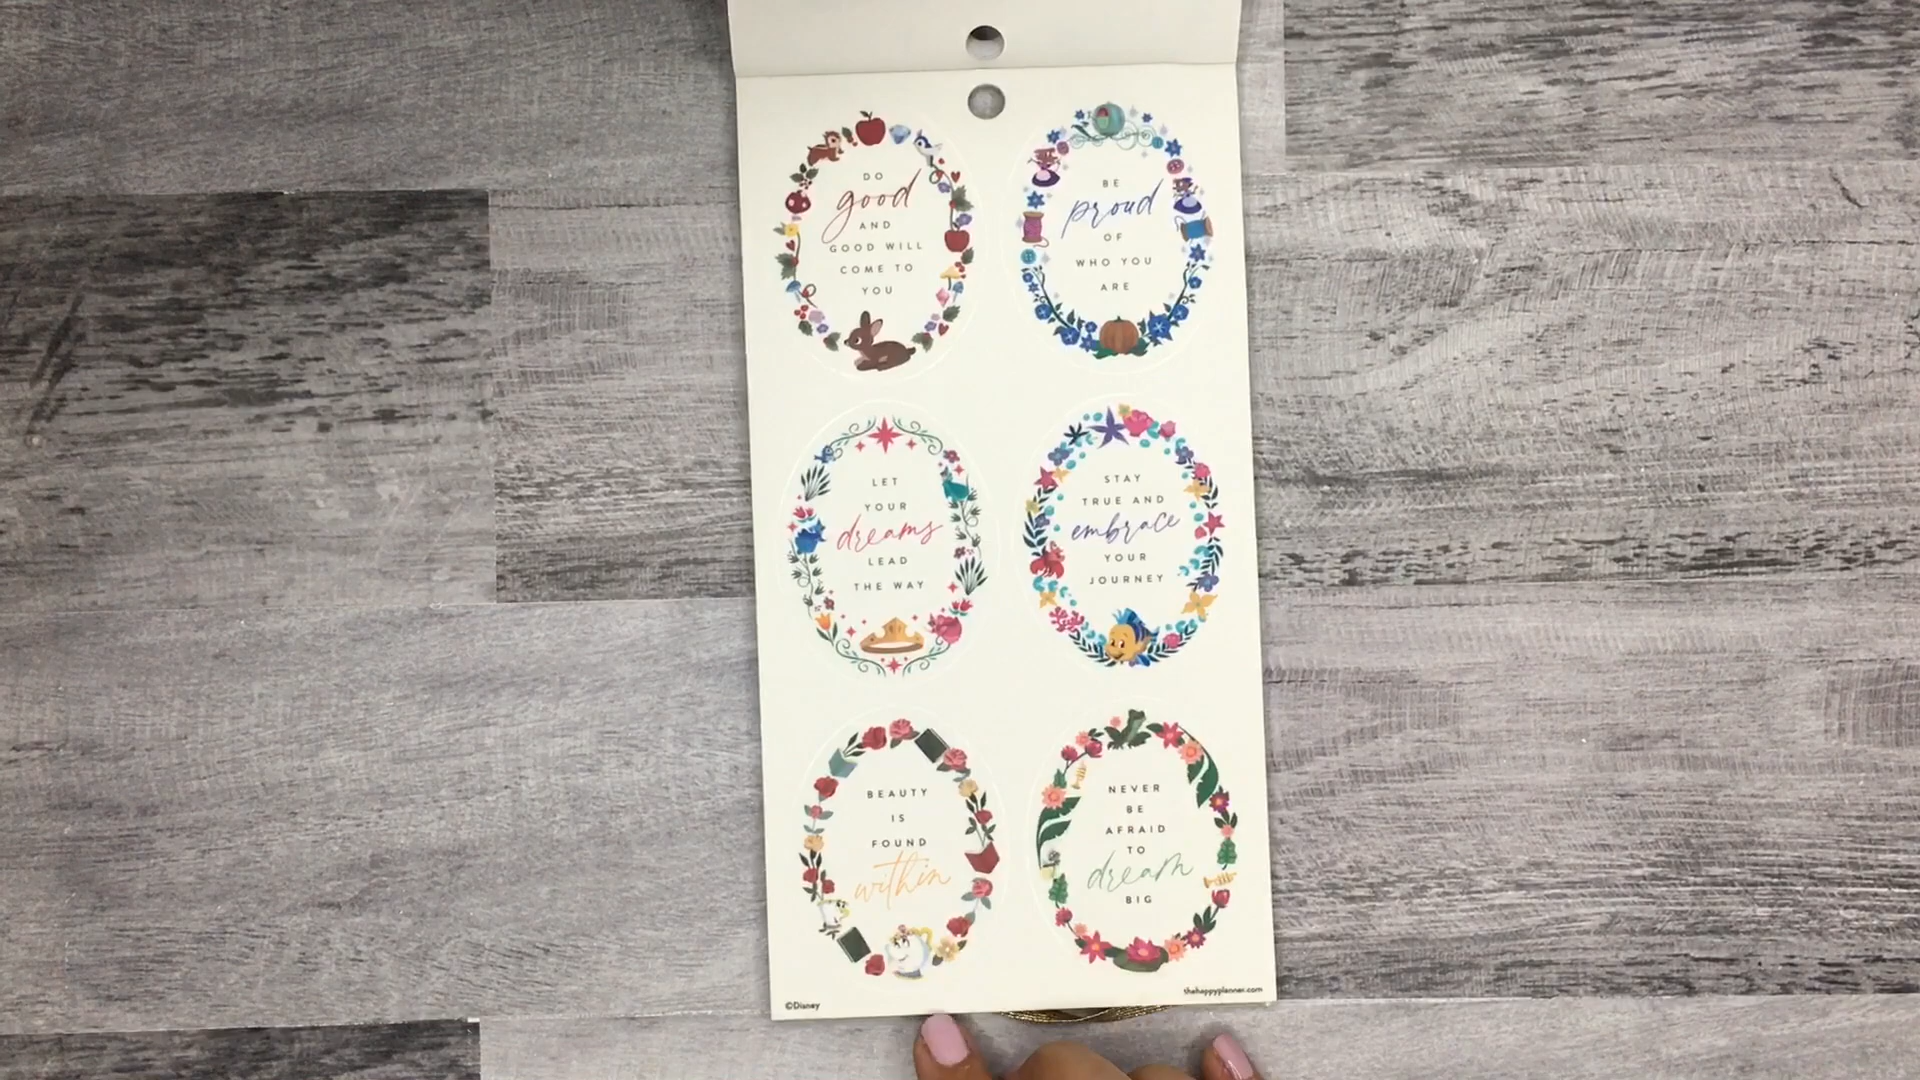 DO
good
AND
GOOD WILL
COME TO
YOU
BE
proud
OF
WHO YOU
ARE
LET
YOUR
dreams
LEAD
THE WAY
STAY
TRUE AND
embrace
YOUR
JOURNEY
BEAUTY
IS
FOUND
within
NEVER
BE
AFRAID
TO
dream
BIG
©Disney
thehappyplanner.com